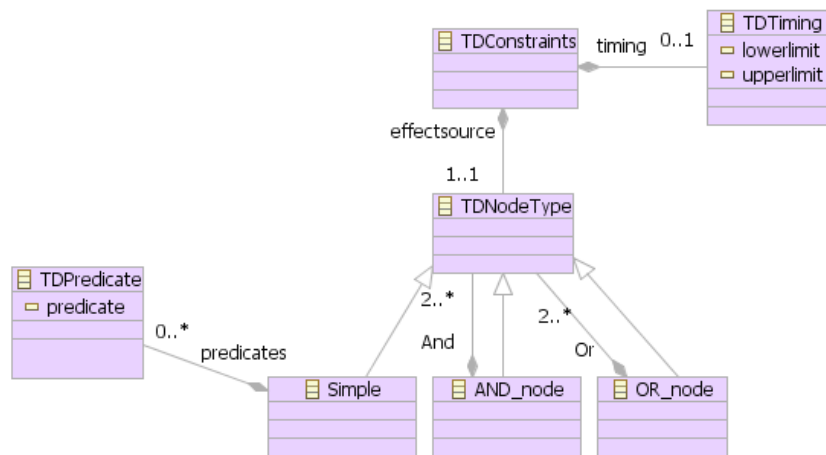 TDTiming
TDConstraints
timing
0..1
lowerlimit
upperlimit
effectsource
1..1
TDNodeType
TDPredicate
predicate
0..*
predicates
2..*
And
2..*
Or
Simple
AND_node
OR_node